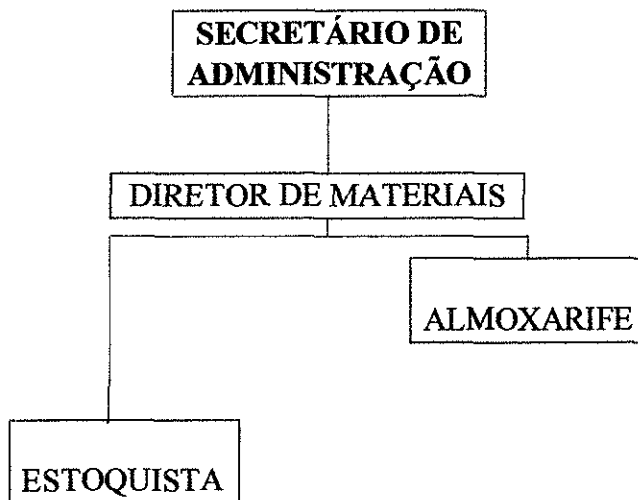 SECRETÁRIO DE
ADMINISTRAÇÃO
DIRETOR DE MATERIAIS
ALMOXARIFE
ESTOQUISTA